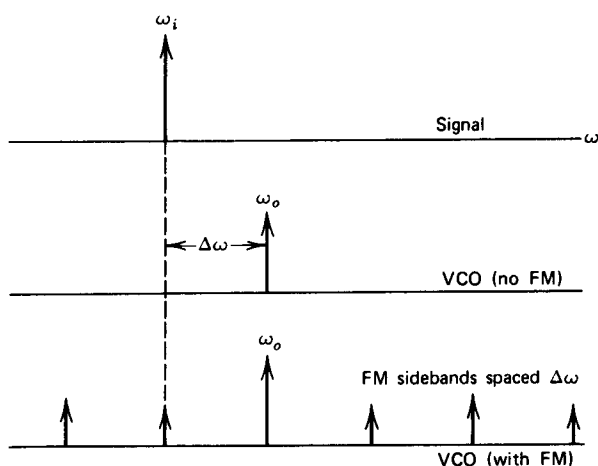 ωᵢ
Signal
ω
ωₒ
Δω
VCO (no FM)
ωₒ
FM sidebands spaced Δω
VCO (with FM)